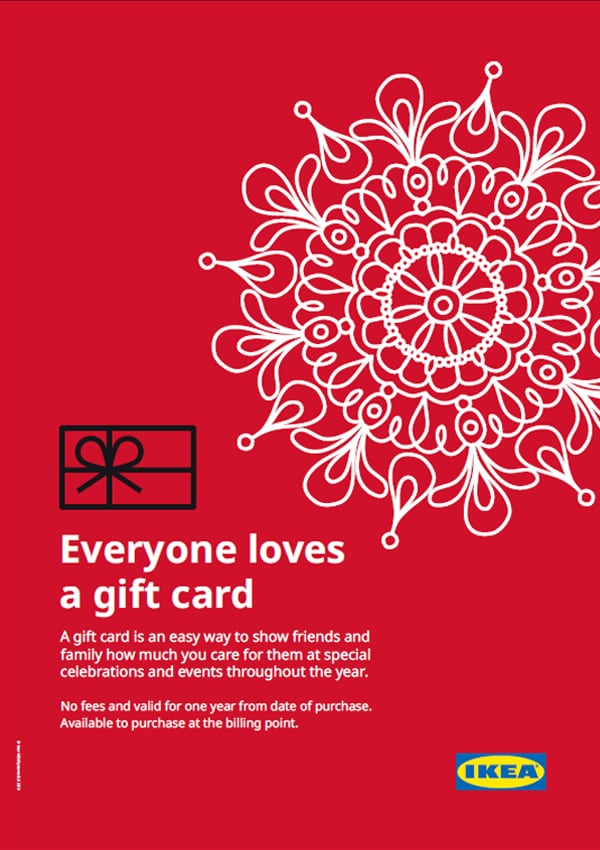 Everyone loves
a gift card
A gift card is an easy way to show friends and
family how much you care for them at special
celebrations and events throughout the year.
No fees and valid for one year from date of purchase.
Available to purchase at the billing point.
IKEA